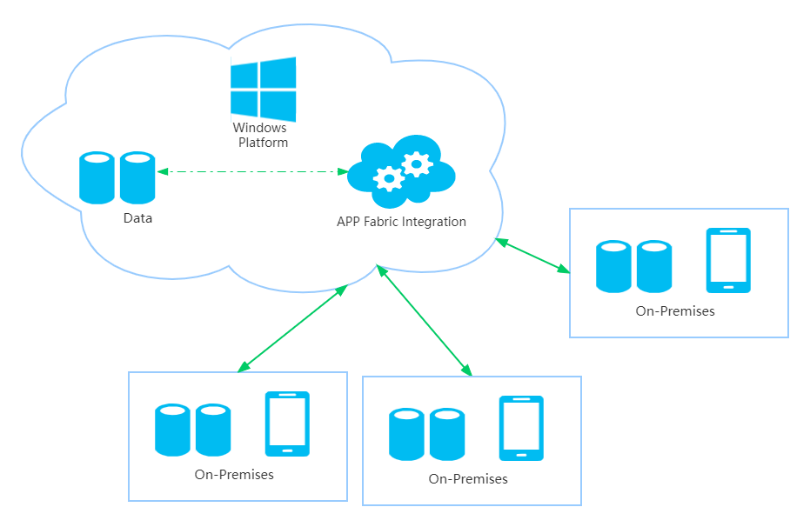 Windows
Platform
Data
APP Fabric Integration
On-Premises
On-Premises
On-Premises